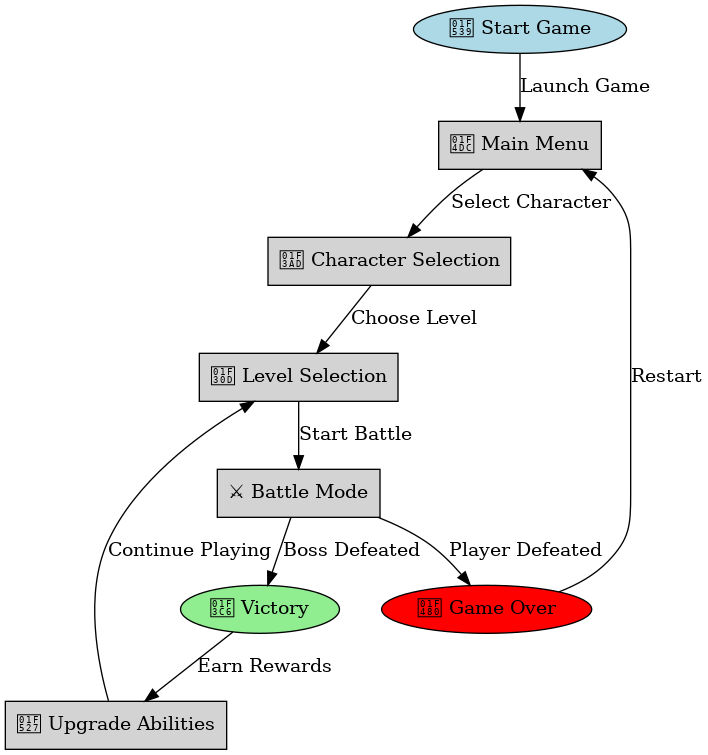 🔹 Start Game
Launch Game
📜 Main Menu
Select Character
🎭 Character Selection
Choose Level
🌍 Level Selection
Start Battle
⚔ Battle Mode
Continue Playing
Boss Defeated
Player Defeated
Restart
🏆 Victory
💀 Game Over
Earn Rewards
🔧 Upgrade Abilities